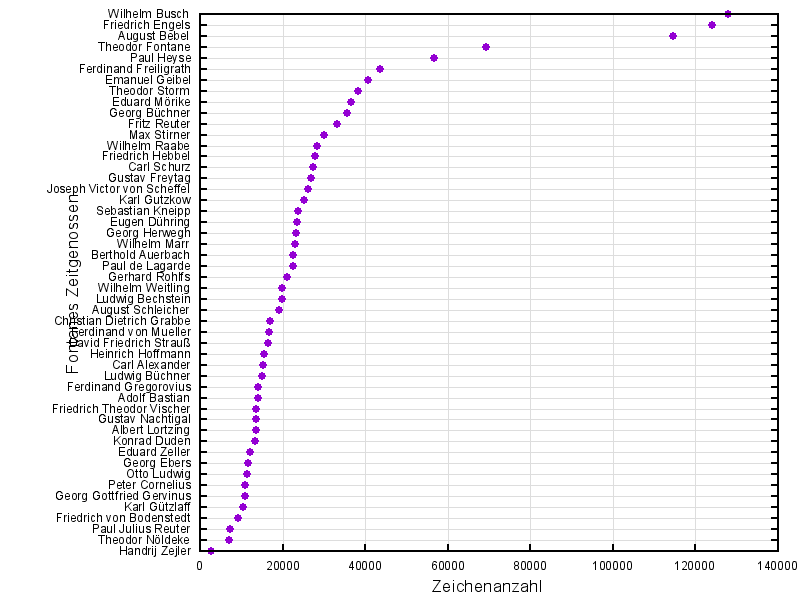 Wilhelm Busch
Friedrich Engels
August Bebel
Theodor Fontane
Paul Heyse
Ferdinand Freiligrath
Emanuel Geibel
Theodor Storm
Eduard Mörike
Georg Büchner
Fritz Reuter
Max Stirner
Wilhelm Raabe
Friedrich Hebbel
Carl Schurz
Gustav Freytag
Joseph Victor von Scheffel
Karl Gutzkow
Sebastian Kneipp
Eugen Dühring
Georg Herwegh
Wilhelm Marr
Berthold Auerbach
Paul de Lagarde
Gerhard Rohlfs
Wilhelm Weitling
Ludwig Bechstein
August Schleicher
Christian Dietrich Grabbe
Ferdinand von Mueller
David Friedrich Strauß
Heinrich Hoffmann
Carl Alexander
Ludwig Büchner
Ferdinand Gregorovius
Adolf Bastian
Friedrich Theodor Vischer
Gustav Nachtigal
Albert Lortzing
Konrad Duden
Eduard Zeller
Georg Ebers
Otto Ludwig
Peter Cornelius
Georg Gottfried Gervinus
Karl Gützlaff
Friedrich von Bodenstedt
Paul Julius Reuter
Theodor Nöldeke
Handrij Zejler
Fontanes Zeitgenossen
0 20000 40000 60000 80000 100000 120000 140000
Zeichenanzahl